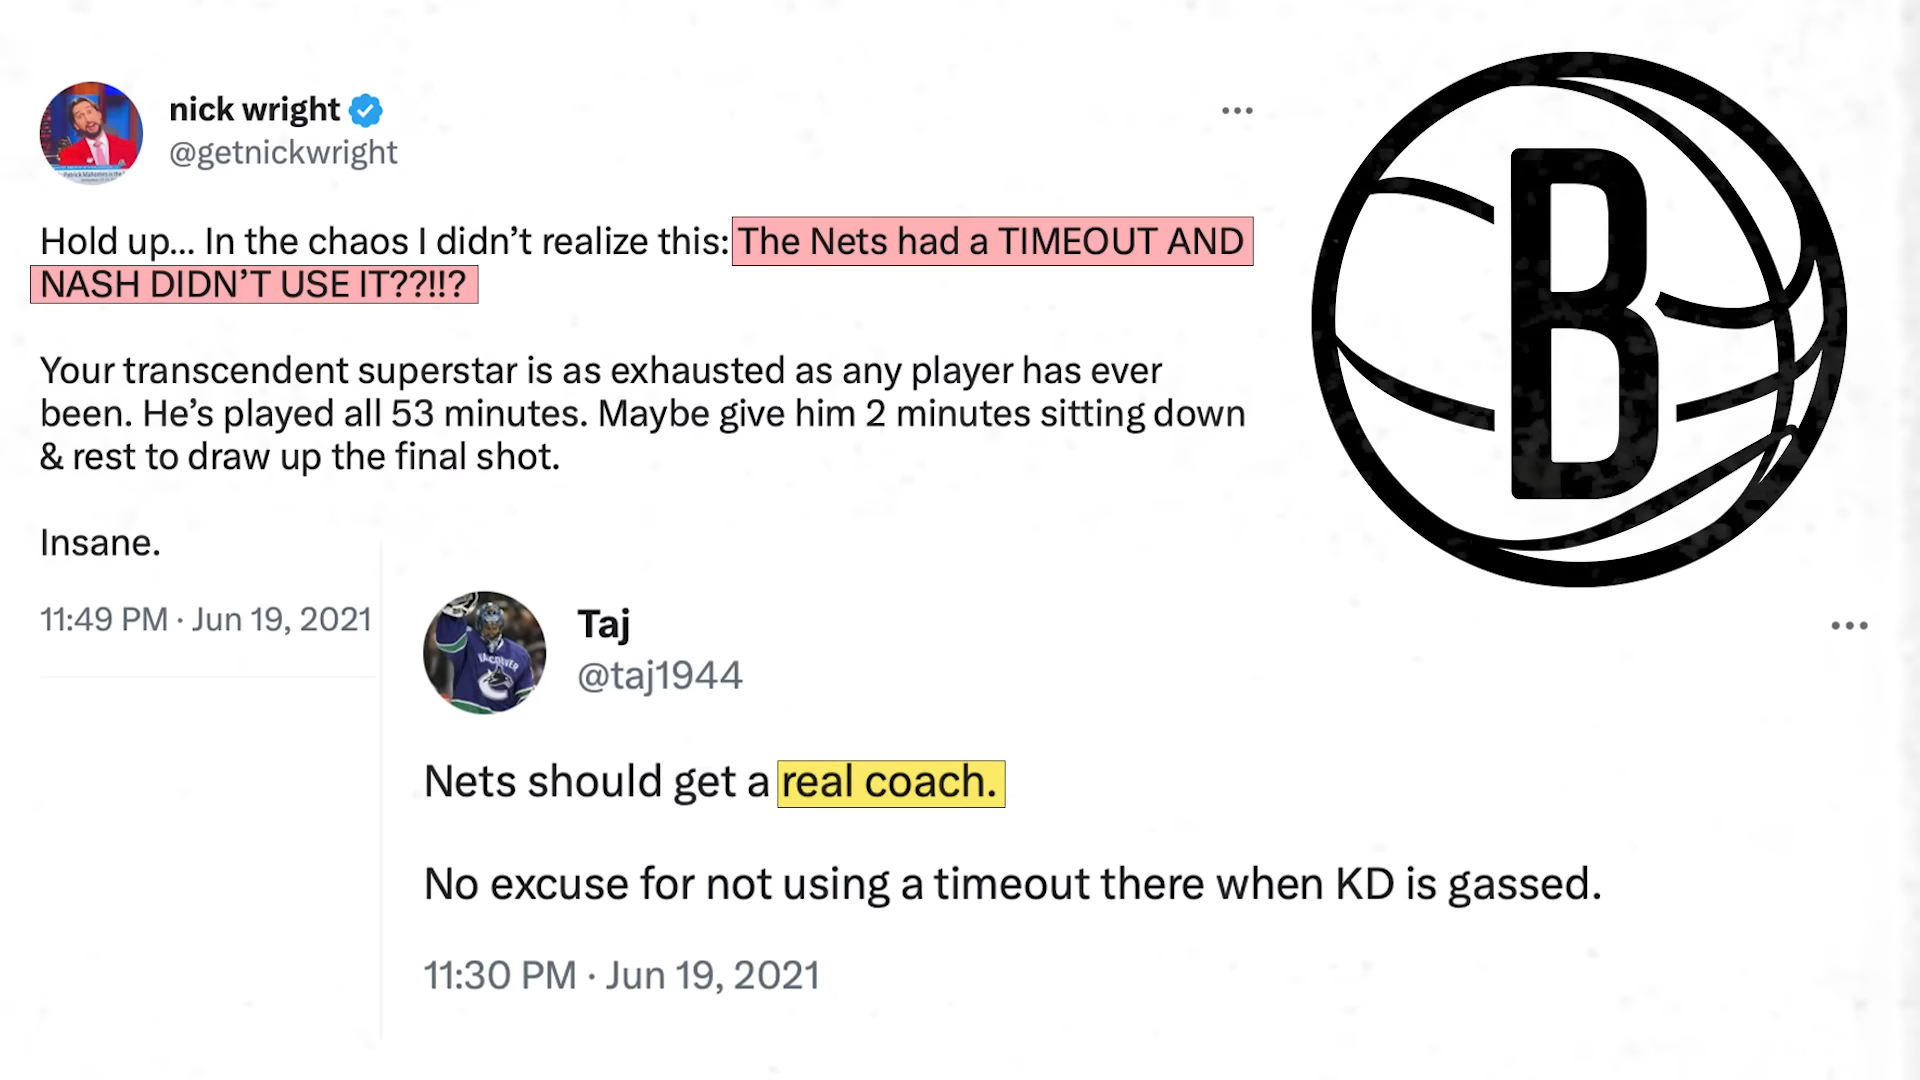 nick wright
@getnickwright
Hold up... In the chaos I didn’t realize this: The Nets had a TIMEOUT AND
NASH DIDN’T USE IT??!!?
Your transcendent superstar is as exhausted as any player has ever
been. He’s played all 53 minutes. Maybe give him 2 minutes sitting down
& rest to draw up the final shot.
Insane.
11:49 PM · Jun 19, 2021
Taj
@taj1944
VANCOUVER
Nets should get a real coach.
No excuse for not using a timeout there when KD is gassed.
11:30 PM · Jun 19, 2021
B